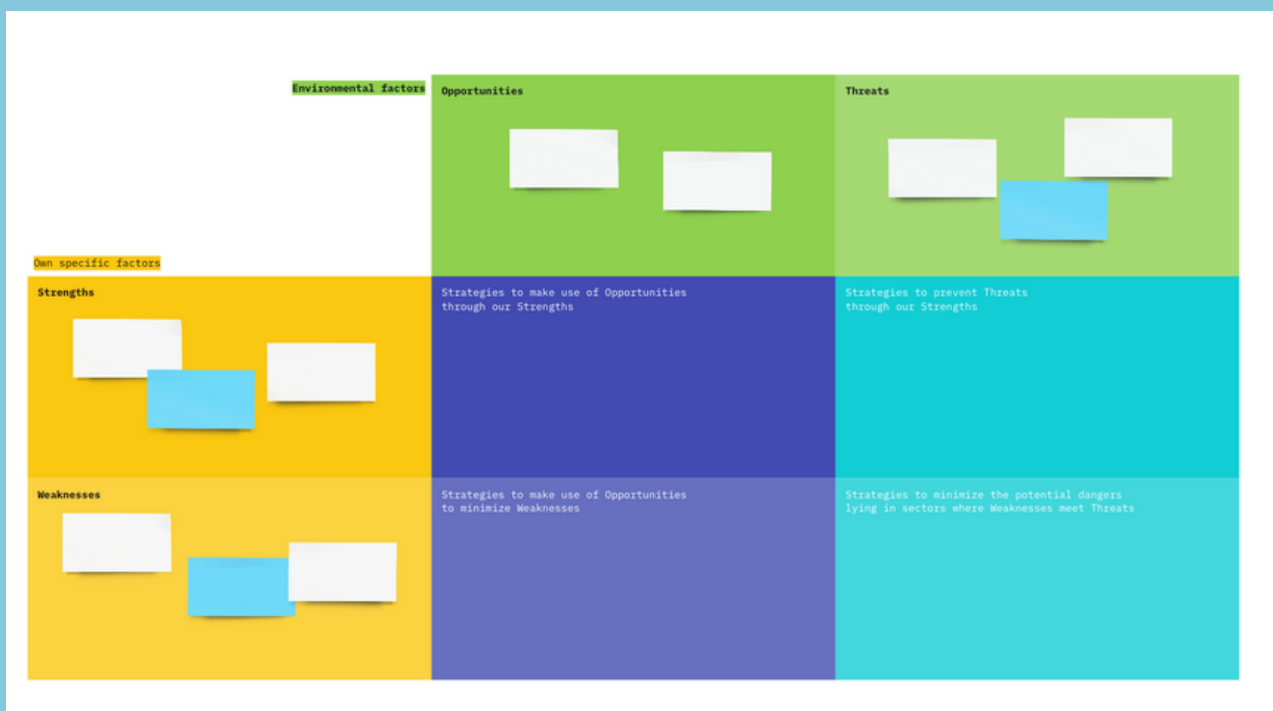 Environmental factors
Opportunities
Threats
Own specific factors
Strengths
Strategies to make use of Opportunities
through our Strengths
Strategies to prevent Threats
through our Strengths
Weaknesses
Strategies to make use of Opportunities
to minimize Weaknesses
Strategies to minimize the potential dangers
lying in sectors where Weaknesses meet Threats